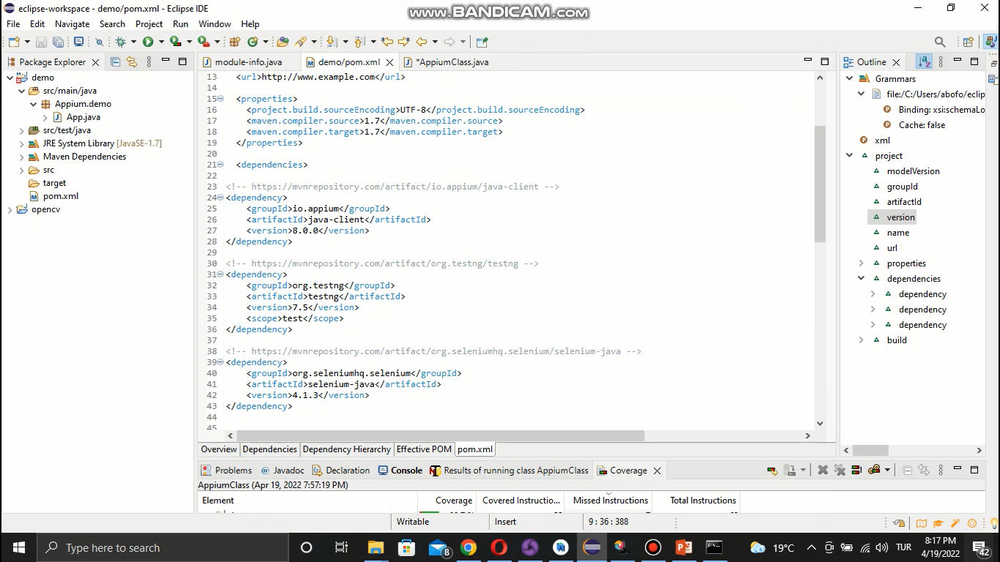 eclipse-workspace - demo/pom.xml - Eclipse IDE
www.BANDICAM.com
File Edit Navigate Search Project Run Window Help
Package Explorer
demo
src/main/java
Appium.demo
App.java
src/test/java
JRE System Library [JavaSE-1.7]
Maven Dependencies
src
target
pom.xml
opencv
module-info.java demo/pom.xml *AppiumClass.java
13 <url>http://www.example.com</url>
14
15 <properties>
16 <project.build.sourceEncoding>UTF-8</project.build.sourceEncoding>
17 <maven.compiler.source>1.7</maven.compiler.source>
18 <maven.compiler.target>1.7</maven.compiler.target>
19 </properties>
20
21 <dependencies>
22
23 <!-- https://mvnrepository.com/artifact/io.appium/java-client -->
24 <dependency>
25 <groupId>io.appium</groupId>
26 <artifactId>java-client</artifactId>
27 <version>8.0.0</version>
28 </dependency>
29
30 <!-- https://mvnrepository.com/artifact/org.testng/testng -->
31 <dependency>
32 <groupId>org.testng</groupId>
33 <artifactId>testng</artifactId>
34 <version>7.5</version>
35 <scope>test</scope>
36 </dependency>
37
38 <!-- https://mvnrepository.com/artifact/org.seleniumhq.selenium/selenium-java -->
39 <dependency>
40 <groupId>org.seleniumhq.selenium</groupId>
41 <artifactId>selenium-java</artifactId>
42 <version>4.1.3</version>
43 </dependency>
44
45
Overview Dependencies Dependency Hierarchy Effective POM pom.xml
Outline
Grammars
file:/C:/Users/abofo/eclip
Binding: xsi:schemaLo
Cache: false
xml
project
modelVersion
groupId
artifactId
version
name
url
properties
dependencies
dependency
dependency
dependency
build
Problems Javadoc Declaration Console Results of running class AppiumClass Coverage
AppiumClass (Apr 19, 2022 7:57:19 PM)
Element Coverage Covered Instructio... Missed Instructions Total Instructions
Writable Insert 9 : 36 : 388
Type here to search 8 19°C TUR 8:17 PM
4/19/2022 42